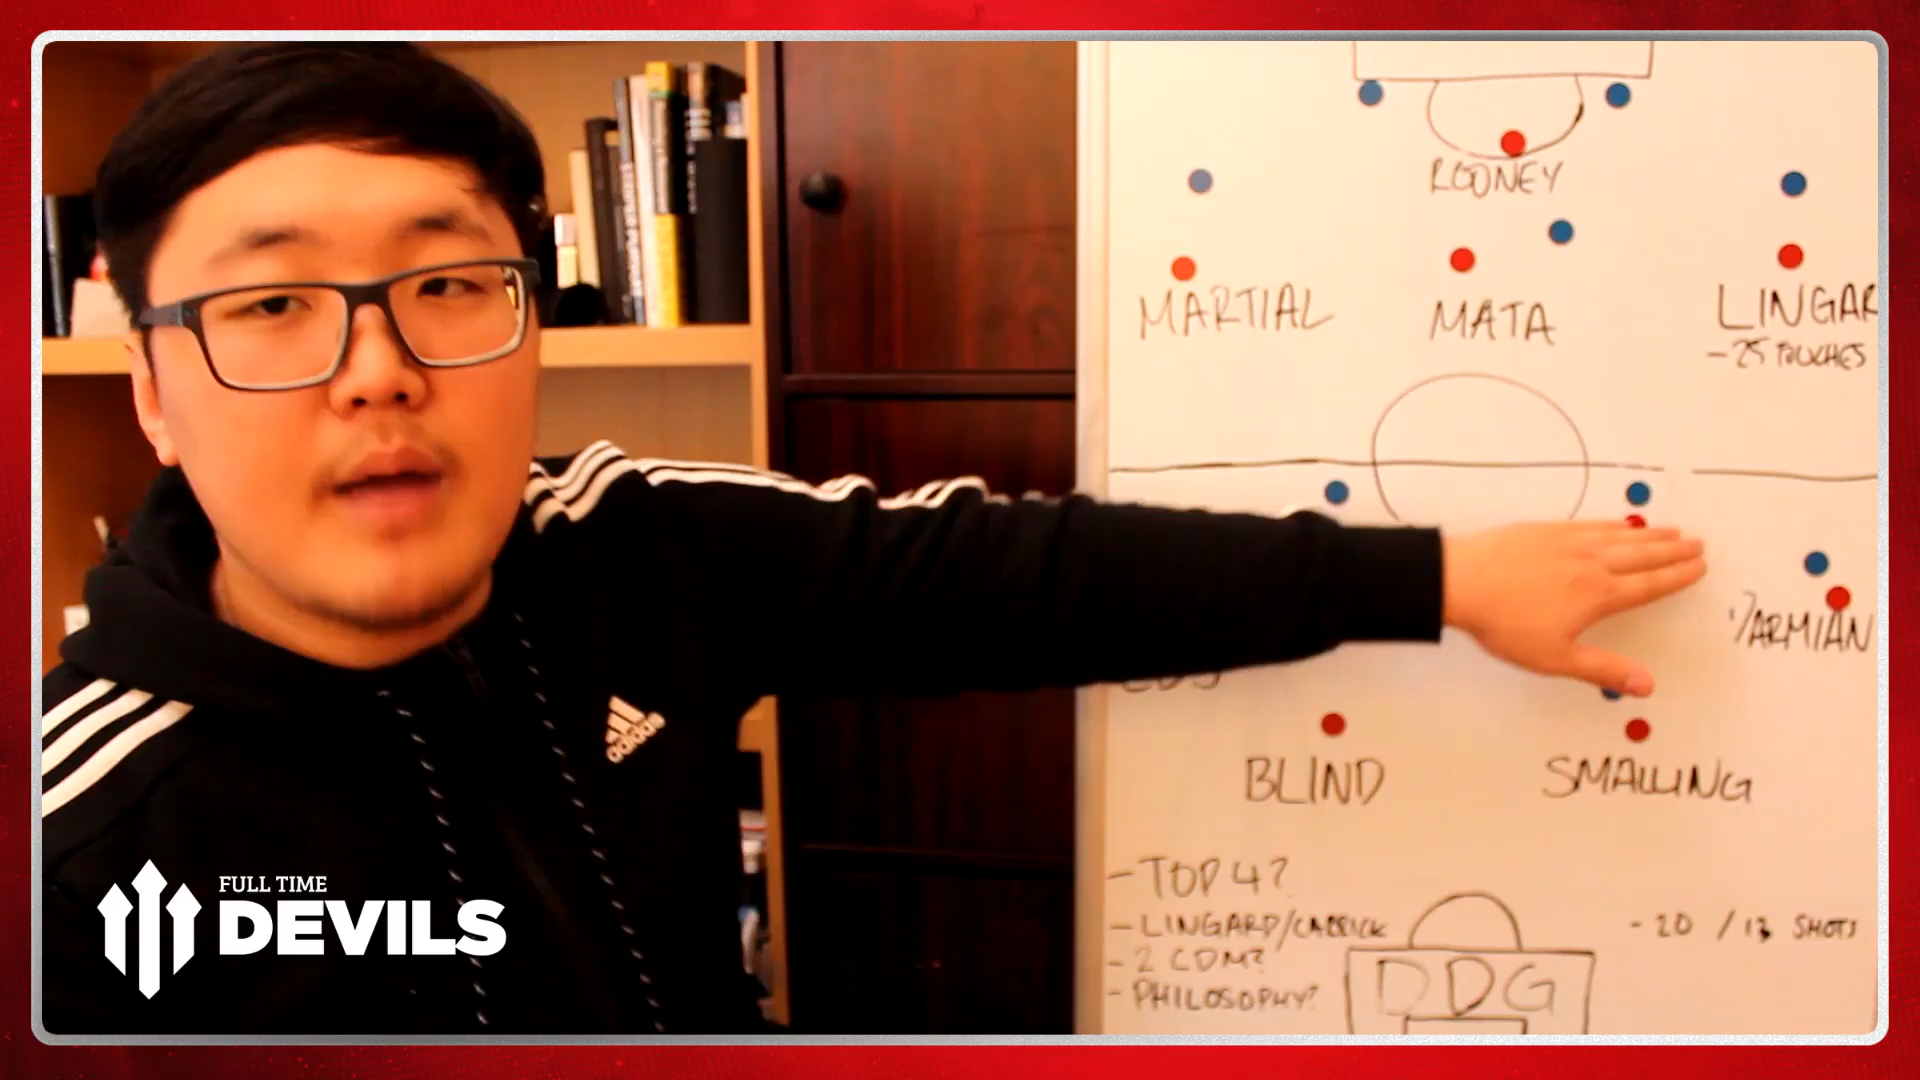 ROONEY
MARTIAL
MATA
LINGAR
- 25 TOUCHES
DARMIAN
BLIND
SMALLING
- TOP 4?
- LINGARD/CARRICK
- 2 CDM?
- PHILOSOPHY?
- 20 / 13 SHOTS
DDG
adidas
FULL TIME
DEVILS